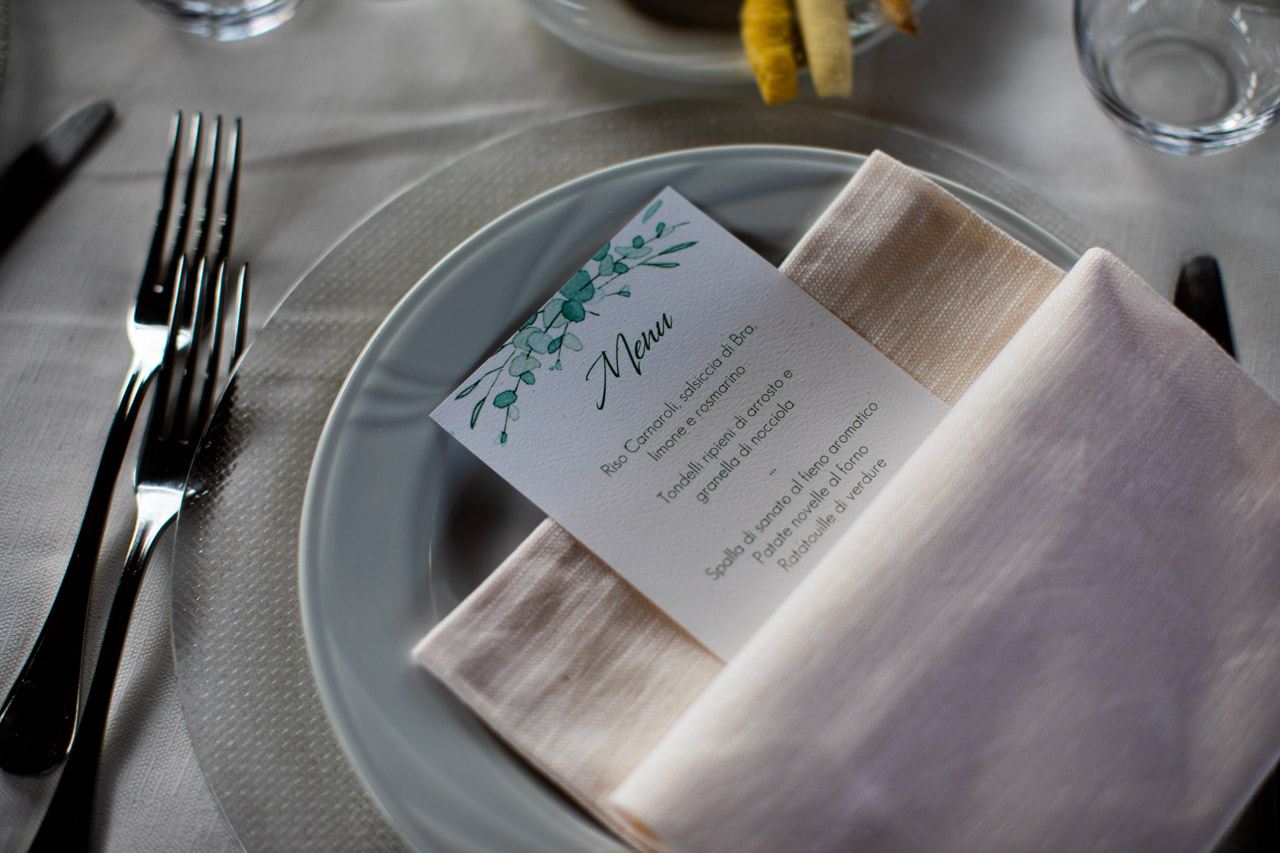 Menu
Riso Carnaroli, salsiccia di Bra,
limone e rosmarino
Tondelli ripieni di arrosto e
granella di nocciola
...
Spalla di sanato al fieno aromatico
Patate novelle al forno
Ratatouille di verdure